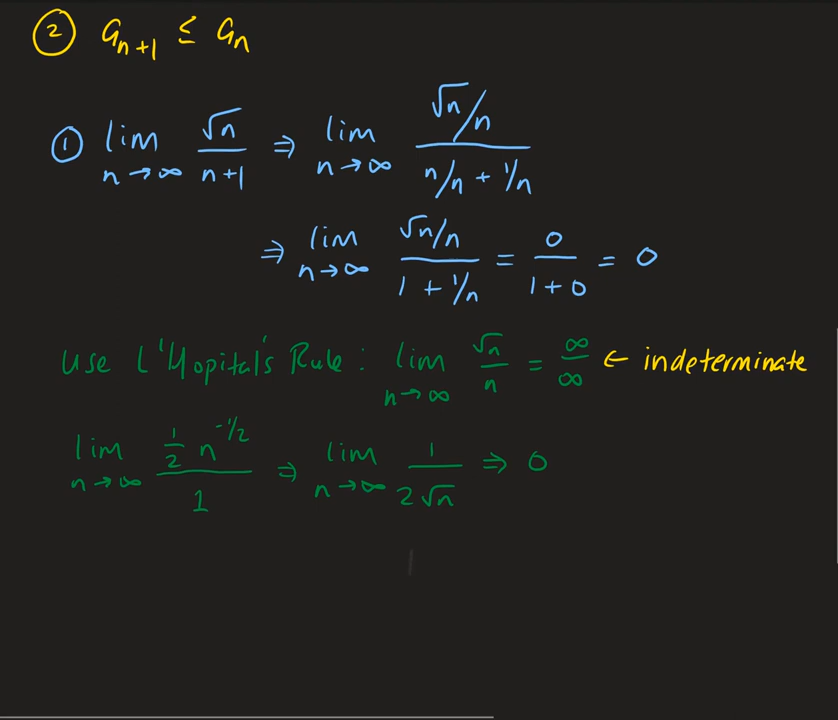 ② a_{n+1} ≤ a_n
① lim_{n→∞} √n/(n+1) ⇒ lim_{n→∞} (√n/n)/(n/n + 1/n)
⇒ lim_{n→∞} (√n/n)/(1 + 1/n) = 0/(1+0) = 0
Use L'Hopital's Rule: lim_{n→∞} √n/n = ∞/∞ ← indeterminate
lim_{n→∞} (1/2 n^{-1/2})/1 ⇒ lim_{n→∞} 1/(2√n) ⇒ 0